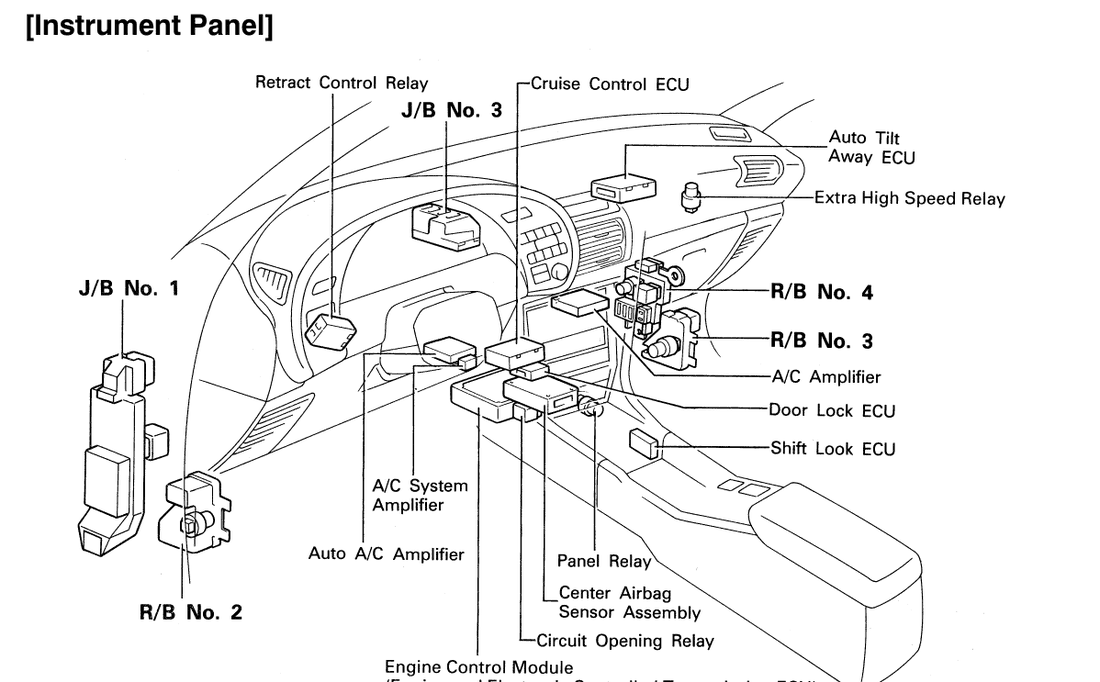 [Instrument Panel]
Retract Control Relay
Cruise Control ECU
J/B No. 3
Auto Tilt
Away ECU
Extra High Speed Relay
J/B No. 1
R/B No. 4
R/B No. 3
A/C Amplifier
Door Lock ECU
Shift Look ECU
A/C System
Amplifier
Auto A/C Amplifier
Panel Relay
Center Airbag
Sensor Assembly
R/B No. 2
Circuit Opening Relay
Engine Control Module